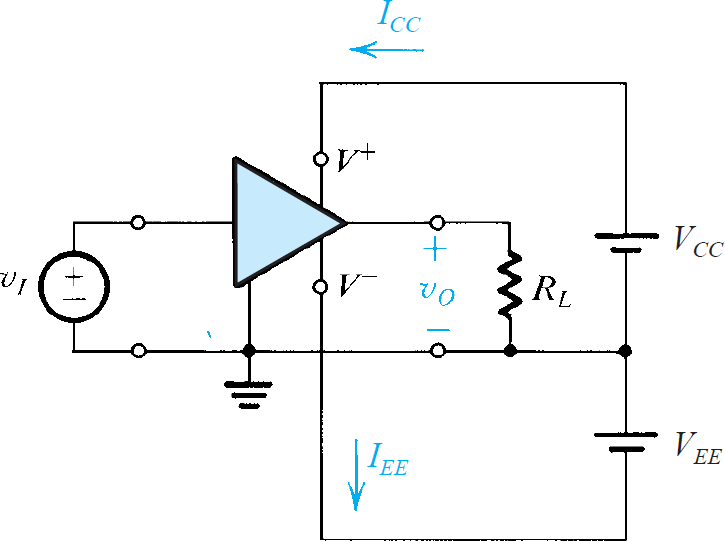 I_CC
V⁺
+
−
v_I
V⁻
+
v_O
−
R_L
V_CC
I_EE
V_EE